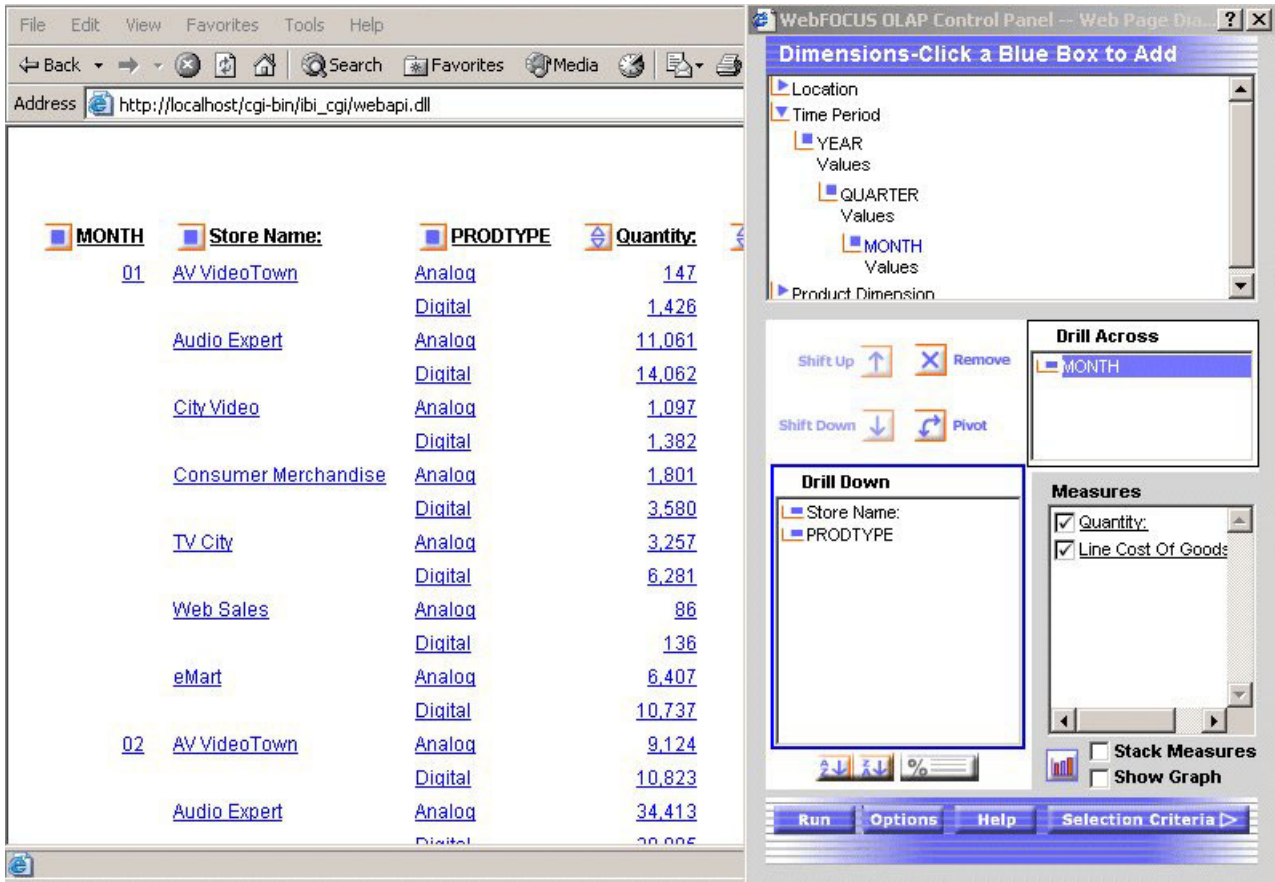 File Edit View Favorites Tools Help
Back Search Favorites Media
Address http://localhost/cgi-bin/ibi_cgi/webapi.dll
MONTH Store Name: PRODTYPE Quantity:
01 AV VideoTown Analog 147
Digital 1,426
Audio Expert Analog 11,061
Digital 14,062
City Video Analog 1,097
Digital 1,382
Consumer Merchandise Analog 1,801
Digital 3,580
TV City Analog 3,257
Digital 6,281
Web Sales Analog 86
Digital 136
eMart Analog 6,407
Digital 10,737
02 AV VideoTown Analog 9,124
Digital 10,823
Audio Expert Analog 34,413
Digital
WebFOCUS OLAP Control Panel -- Web Page Dia...
Dimensions-Click a Blue Box to Add
Location
Time Period
YEAR
Values
QUARTER
Values
MONTH
Values
Product Dimension
Shift Up Remove
Shift Down Pivot
Drill Across
MONTH
Drill Down
Store Name:
PRODTYPE
Measures
Quantity:
Line Cost Of Goods
Stack Measures
Show Graph
Run Options Help Selection Criteria